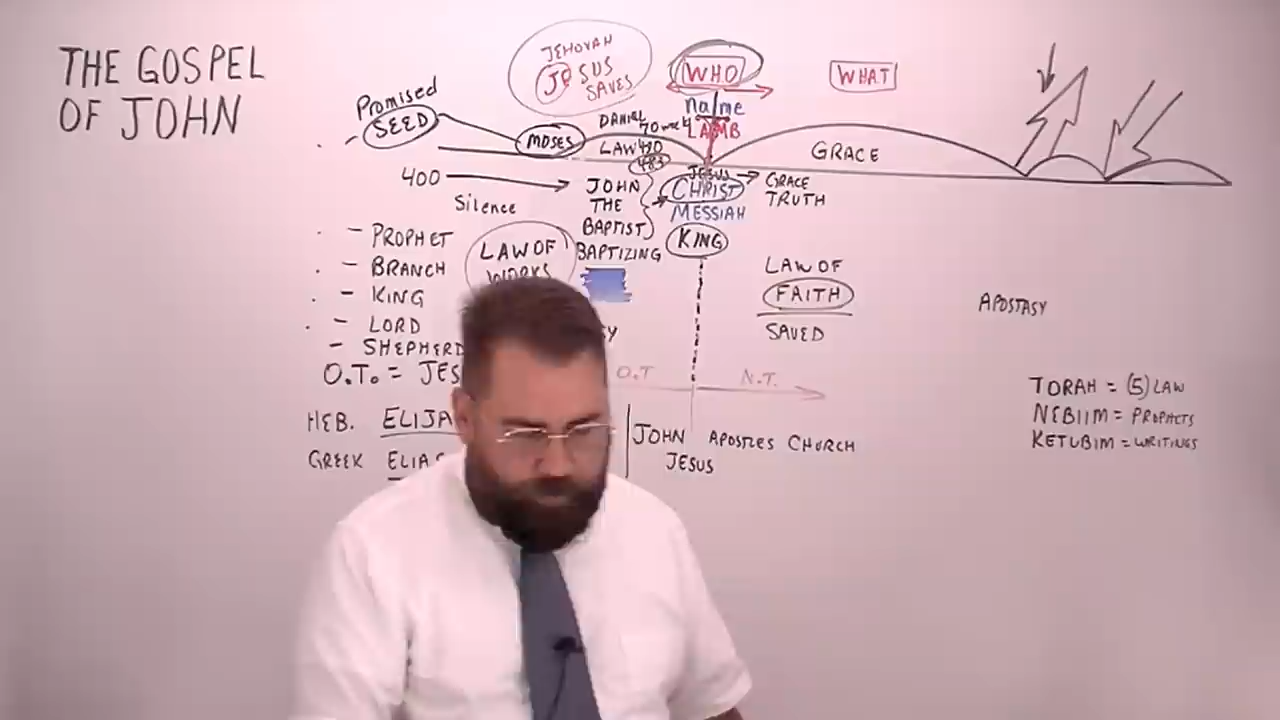 THE GOSPEL
OF JOHN
Promised
SEED
JEHOVAH
JESUS
SAVES
WHO
WHAT
name
LAMB
MOSES
DANIEL
70
LAW 490
483
GRACE
400
Silence
JOHN
THE
BAPTIST
BAPTIZING
JESUS
CHRIST
MESSIAH
KING
GRACE
TRUTH
- PROPHET
- BRANCH
- KING
- LORD
- SHEPHERD
O.T. = JES
LAW OF
WORKS
LAW OF
FAITH
SAVED
APOSTASY
O.T
N.T.
HEB. ELIJA
GREEK ELIAS
JOHN APOSTLES CHURCH
JESUS
TORAH = (5) LAW
NEBIIM = PROPHETS
KETUBIM = WRITINGS